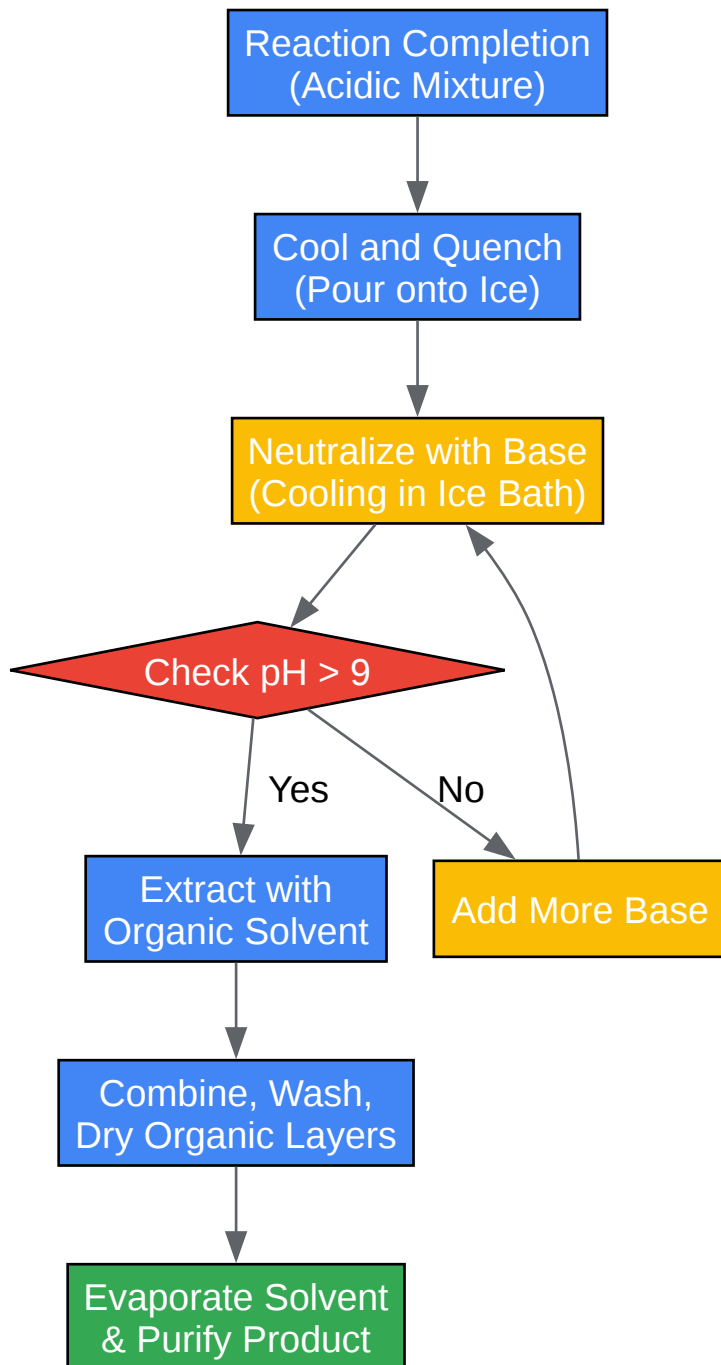 Reaction Completion
(Acidic Mixture)
Cool and Quench
(Pour onto Ice)
Neutralize with Base
(Cooling in Ice Bath)
Check pH > 9
Yes
No
Extract with
Organic Solvent
Add More Base
Combine, Wash,
Dry Organic Layers
Evaporate Solvent
& Purify Product